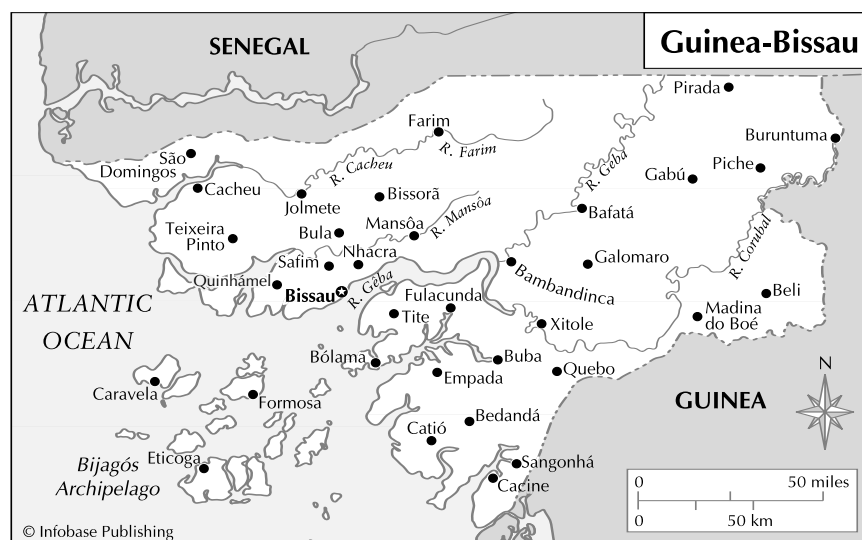 SENEGAL
Guinea-Bissau
Pirada
Farim
R. Farim
Buruntuma
São
Domingos
R. Cacheu
R. Geba
Piche
Gabú
Cacheu
Jolmete
Bissorã
R. Mansôa
Bafatá
Teixeira
Pinto
Bula
Mansôa
R. Corubal
Safim
Nhacra
Galomaro
Bambandinca
Quinhámel
Bissau
R. Gêba
Fulacunda
Beli
ATLANTIC
OCEAN
Tite
Xitole
Madina
do Boé
Bólama
Buba
Caravela
Empada
Quebo
Formosa
GUINEA
N
Bedandá
Catió
Bijagós
Archipelago
Eticoga
Sangonhá
Cacine
0 50 miles
0 50 km
© Infobase Publishing